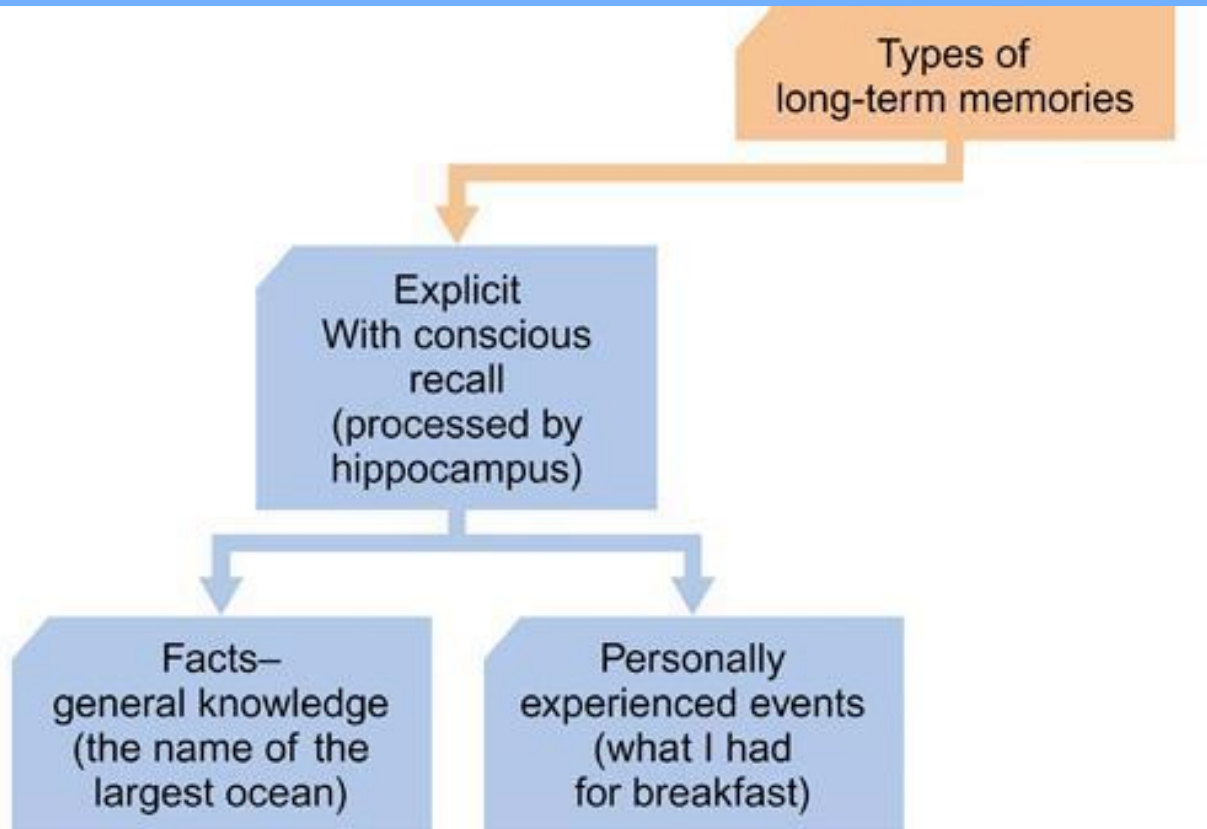 Types of
long-term memories
Explicit
With conscious
recall
(processed by
hippocampus)
Facts–
general knowledge
(the name of the
largest ocean)
Personally
experienced events
(what I had
for breakfast)